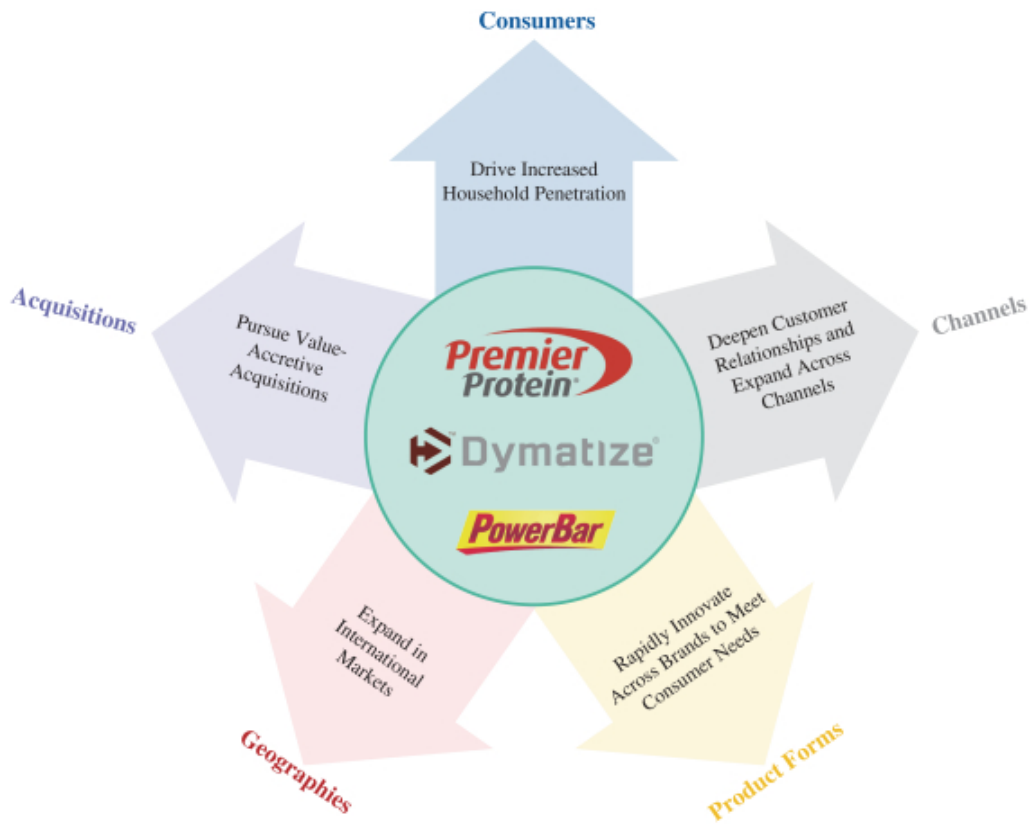 Consumers
Drive Increased
Household Penetration
Acquisitions
Pursue Value-
Accretive
Acquisitions
Channels
Deepen Customer
Relationships and
Expand Across
Channels
Premier
Protein®
Dymatize®
™
PowerBar
Expand in
International
Markets
Geographies
Rapidly Innovate
Across Brands to Meet
Consumer Needs
Product Forms